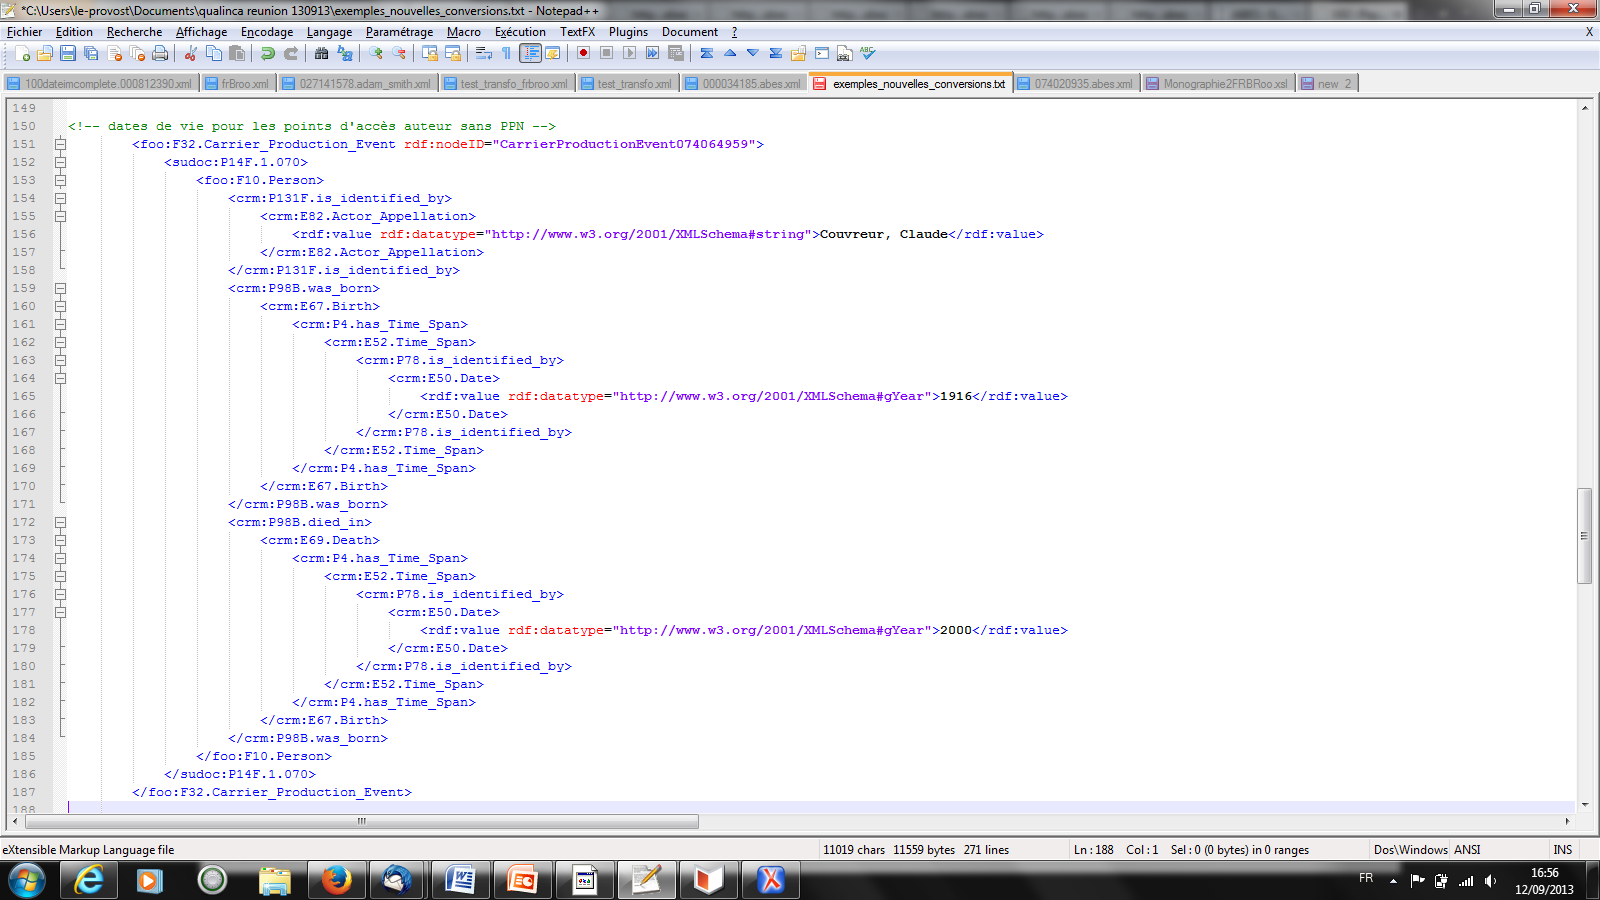 *C:\Users\le-provost\Documents\qualinca reunion 130913\exemples_nouvelles_conversions.txt - Notepad++
Fichier Edition Recherche Affichage Encodage Langage Paramétrage Macro Exécution TextFX Plugins Document ? X
100dateimcomplete.000812390.xml frBroo.xml 027141578.adam_smith.xml test_transfo_frbroo.xml test_transfo.xml 000034185.abes.xml exemples_nouvelles_conversions.txt 074020935.abes.xml Monographie2FRBRoo.xsl new 2
149
150 <!-- dates de vie pour les points d'accès auteur sans PPN -->
151 <foo:F32.Carrier_Production_Event rdf:nodeID="CarrierProductionEvent074064959">
152 <sudoc:P14F.1.070>
153 <foo:F10.Person>
154 <crm:P131F.is_identified_by>
155 <crm:E82.Actor_Appellation>
156 <rdf:value rdf:datatype="http://www.w3.org/2001/XMLSchema#string">Couvreur, Claude</rdf:value>
157 </crm:E82.Actor_Appellation>
158 </crm:P131F.is_identified_by>
159 <crm:P98B.was_born>
160 <crm:E67.Birth>
161 <crm:P4.has_Time_Span>
162 <crm:E52.Time_Span>
163 <crm:P78.is_identified_by>
164 <crm:E50.Date>
165 <rdf:value rdf:datatype="http://www.w3.org/2001/XMLSchema#gYear">1916</rdf:value>
166 </crm:E50.Date>
167 </crm:P78.is_identified_by>
168 </crm:E52.Time_Span>
169 </crm:P4.has_Time_Span>
170 </crm:E67.Birth>
171 </crm:P98B.was_born>
172 <crm:P98B.died_in>
173 <crm:E69.Death>
174 <crm:P4.has_Time_Span>
175 <crm:E52.Time_Span>
176 <crm:P78.is_identified_by>
177 <crm:E50.Date>
178 <rdf:value rdf:datatype="http://www.w3.org/2001/XMLSchema#gYear">2000</rdf:value>
179 </crm:E50.Date>
180 </crm:P78.is_identified_by>
181 </crm:E52.Time_Span>
182 </crm:P4.has_Time_Span>
183 </crm:E67.Birth>
184 </crm:P98B.was_born>
185 </foo:F10.Person>
186 </sudoc:P14F.1.070>
187 </foo:F32.Carrier_Production_Event>
188
eXtensible Markup Language file 11019 chars 11559 bytes 271 lines Ln : 188 Col : 1 Sel : 0 (0 bytes) in 0 ranges Dos\Windows ANSI INS
FR 16:56
12/09/2013